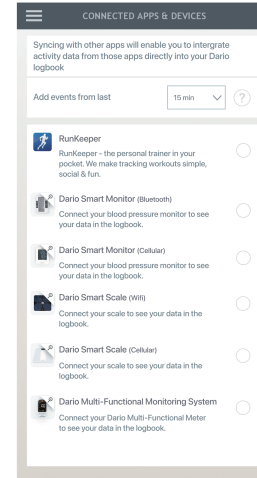 CONNECTED APPS & DEVICES
Syncing with other apps will enable you to intergrate
activity data from those apps directly into your Dario
logbook
Add events from last
15 min
?
RunKeeper
RunKeeper - the personal trainer in your
pocket. We make tracking workouts simple,
social & fun.
Dario Smart Monitor (Bluetooth)
Connect your blood pressure monitor to see
your data in the logbook.
Dario Smart Monitor (Cellular)
Connect your blood pressure monitor to see
your data in the logbook.
Dario Smart Scale (Wifi)
Connect your scale to see your data in the
logbook.
Dario Smart Scale (Cellular)
Connect your scale to see your data in the
logbook.
Dario Multi-Functional Monitoring System
Connect your Dario Multi-Functional Meter
to see your data in the logbook.